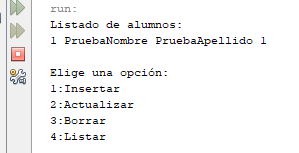 run:
Listado de alumnos:
1 PruebaNombre PruebaApellido 1
Elige una opción:
1:Insertar
2:Actualizar
3:Borrar
4:Listar